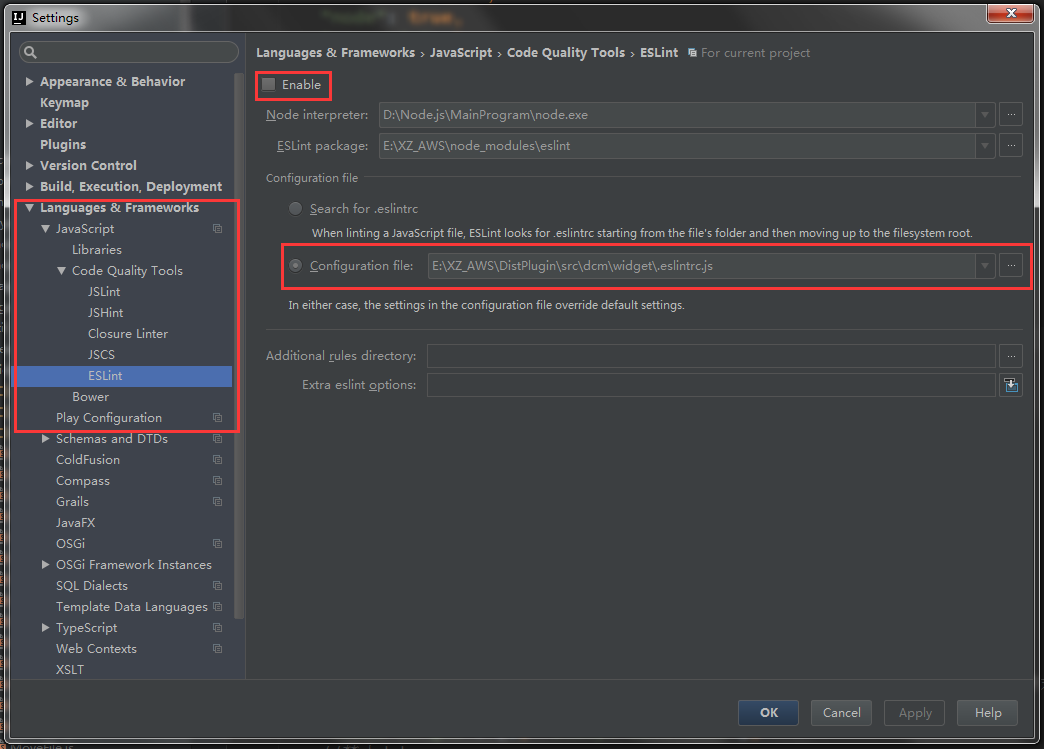 "node": true,
Settings
Appearance & Behavior
Keymap
Editor
Plugins
Version Control
Build, Execution, Deployment
Languages & Frameworks
JavaScript
Libraries
Code Quality Tools
JSLint
JSHint
Closure Linter
JSCS
ESLint
Bower
Play Configuration
Schemas and DTDs
ColdFusion
Compass
Grails
JavaFX
OSGi
OSGi Framework Instances
SQL Dialects
Template Data Languages
TypeScript
Web Contexts
XSLT
Languages & Frameworks › JavaScript › Code Quality Tools › ESLint For current project
Enable
Node interpreter: D:\Node.js\MainProgram\node.exe ...
ESLint package: E:\XZ_AWS\node_modules\eslint ...
Configuration file
Search for .eslintrc
When linting a JavaScript file, ESLint looks for .eslintrc starting from the file's folder and then moving up to the filesystem root.
Configuration file: E:\XZ_AWS\DistPlugin\src\dcm\widget\.eslintrc.js ...
In either case, the settings in the configuration file override default settings.
Additional rules directory: ...
Extra eslint options:
OK Cancel Apply Help